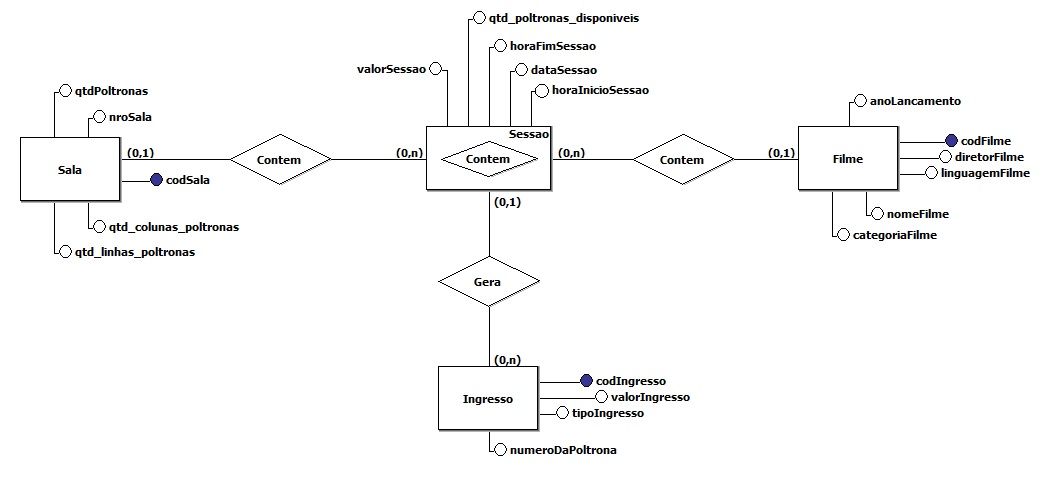 qtd_poltronas_disponiveis
horaFimSessao
valorSessao
dataSessao
horaInicioSessao
qtdPoltronas
nroSala
anoLancamento
Sessao
Sala
(0,1)
Contem
(0,n)
Contem
(0,n)
Contem
(0,1)
Filme
codFilme
diretorFilme
linguagemFilme
codSala
(0,1)
nomeFilme
categoriaFilme
qtd_colunas_poltronas
qtd_linhas_poltronas
Gera
(0,n)
Ingresso
codIngresso
valorIngresso
tipoIngresso
numeroDaPoltrona